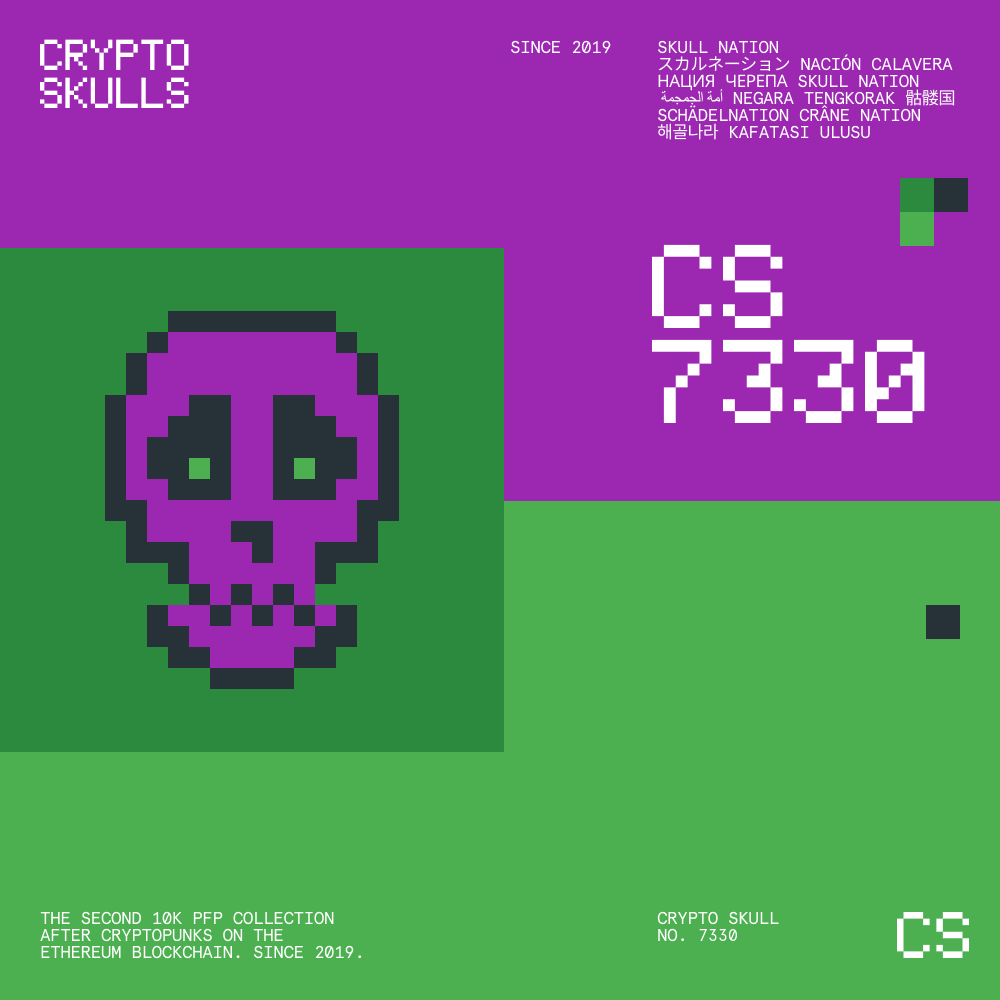 CRYPTO
SKULLS
SINCE 2019
SKULL NATION
スカルネーション NACIÓN CALAVERA
НАЦИЯ ЧЕРЕПА SKULL NATION
أمة الجمجمة NEGARA TENGKORAK 骷髅国
SCHÄDELNATION CRÂNE NATION
해골나라 KAFATASI ULUSU
CS
7330
THE SECOND 10K PFP COLLECTION
AFTER CRYPTOPUNKS ON THE
ETHEREUM BLOCKCHAIN. SINCE 2019.
CRYPTO SKULL
NO. 7330
CS